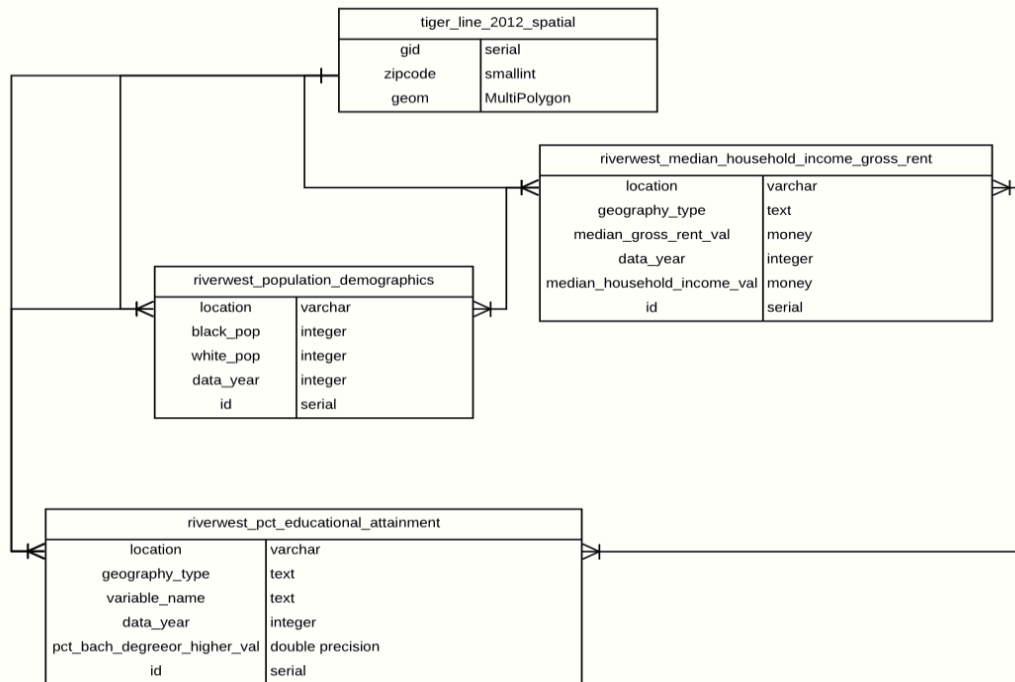 tiger_line_2012_spatial
gid serial
zipcode smallint
geom MultiPolygon
riverwest_median_household_income_gross_rent
location varchar
geography_type text
median_gross_rent_val money
data_year integer
median_household_income_val money
id serial
riverwest_population_demographics
location varchar
black_pop integer
white_pop integer
data_year integer
id serial
riverwest_pct_educational_attainment
location varchar
geography_type text
variable_name text
data_year integer
pct_bach_degreeor_higher_val double precision
id serial